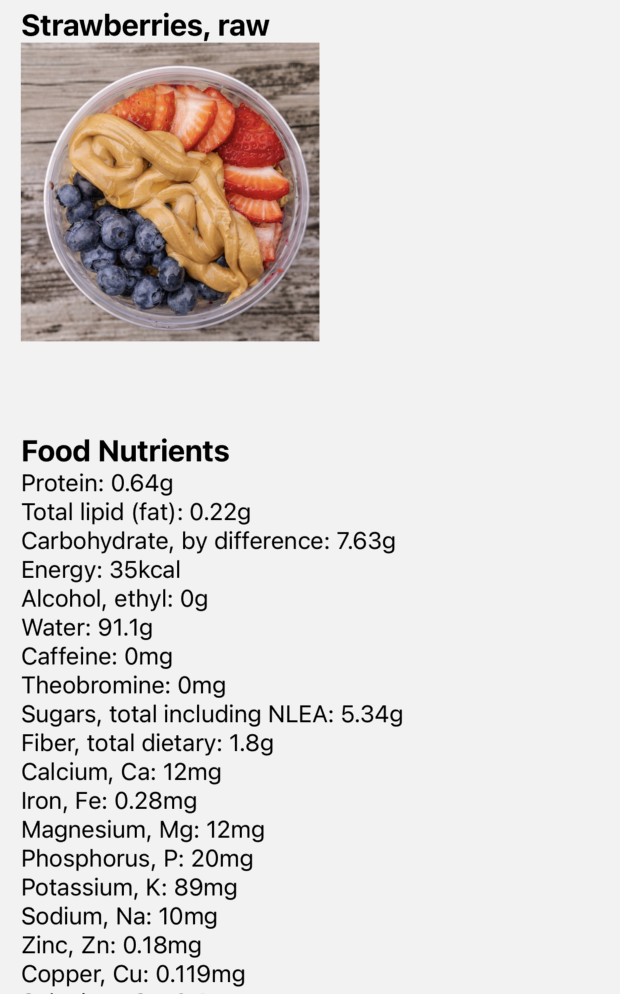 Strawberries, raw
Food Nutrients
Protein: 0.64g
Total lipid (fat): 0.22g
Carbohydrate, by difference: 7.63g
Energy: 35kcal
Alcohol, ethyl: 0g
Water: 91.1g
Caffeine: 0mg
Theobromine: 0mg
Sugars, total including NLEA: 5.34g
Fiber, total dietary: 1.8g
Calcium, Ca: 12mg
Iron, Fe: 0.28mg
Magnesium, Mg: 12mg
Phosphorus, P: 20mg
Potassium, K: 89mg
Sodium, Na: 10mg
Zinc, Zn: 0.18mg
Copper, Cu: 0.119mg